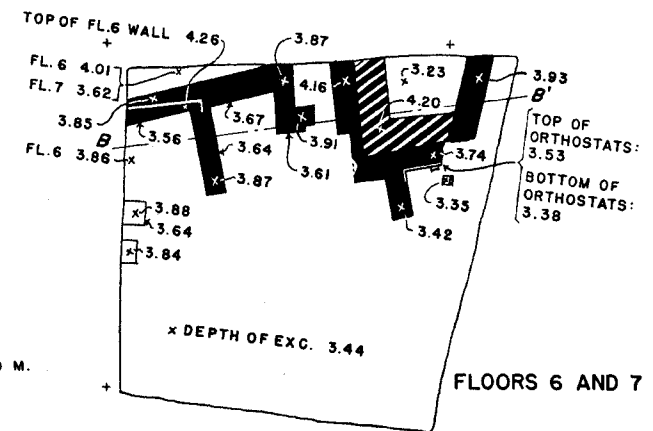 TOP OF FL.6 WALL 4.26
FL. 6 4.01
FL. 7 3.62
3.87
4.16
3.23
3.93
B'
4.20
3.85
3.56
3.67
B
3.64
3.91
3.61
3.74
TOP OF
ORTHOSTATS:
3.53
BOTTOM OF
ORTHOSTATS:
3.38
FL.6 3.86
3.87
3.35
3.42
3.88
3.64
3.84
x DEPTH OF EXC. 3.44
M.
FLOORS 6 AND 7